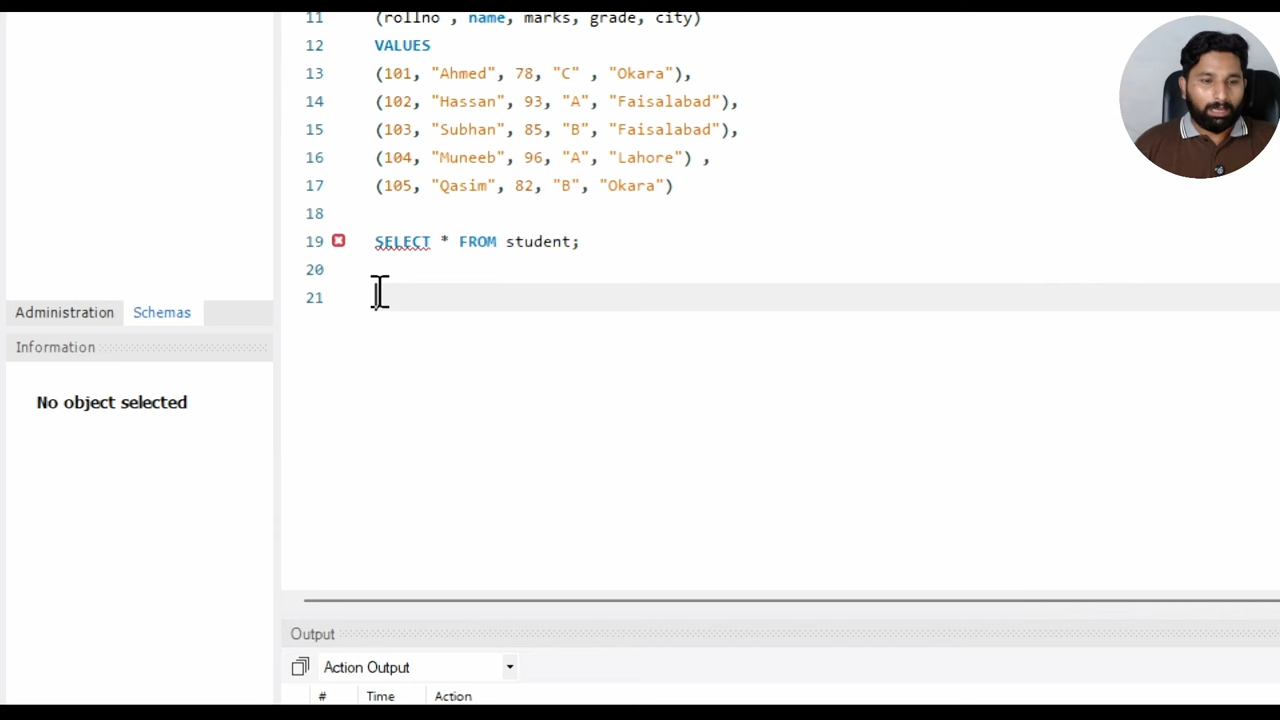 11 (rollno , name, marks, grade, city)
12 VALUES
13 (101, "Ahmed", 78, "C" , "Okara"),
14 (102, "Hassan", 93, "A", "Faisalabad"),
15 (103, "Subhan", 85, "B", "Faisalabad"),
16 (104, "Muneeb", 96, "A", "Lahore") ,
17 (105, "Qasim", 82, "B", "Okara")
18
19 SELECT * FROM student;
20
21
Administration Schemas
Information
No object selected
Output
Action Output
# Time Action